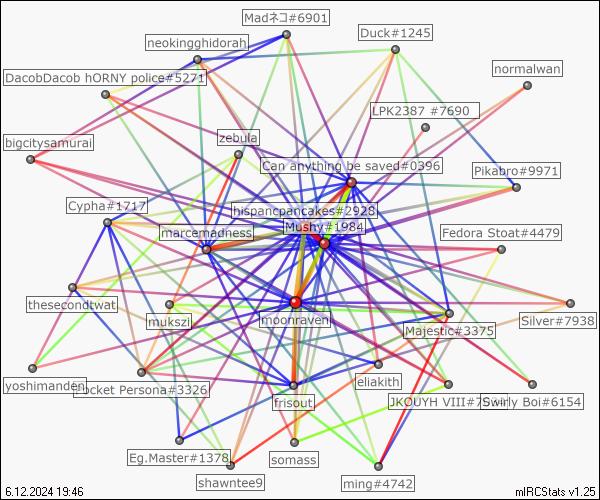 Madネコ#6901
Duck#1245
neokingghidorah
normalwan
DacobDacob hORNY police#5271
LPK2387 #7690
zebula
bigcitysamurai
Can anything be saved#0396
Pikabro#9971
Cypha#1717
hispancpancakes#2928
Mushy#1984
marcemadness
Fedora Stoat#4479
thesecondtwat
mukszi
moonraven
Majestic#3375
Silver#7938
yoshimanden
Pocket Persona#3326
eliakith
frisout
JKOUYH VIII#
Swirly Boi#6154
Eg.Master#1378
somass
shawntee9
ming#4742
6.12.2024 19:46
mIRCStats v1.25